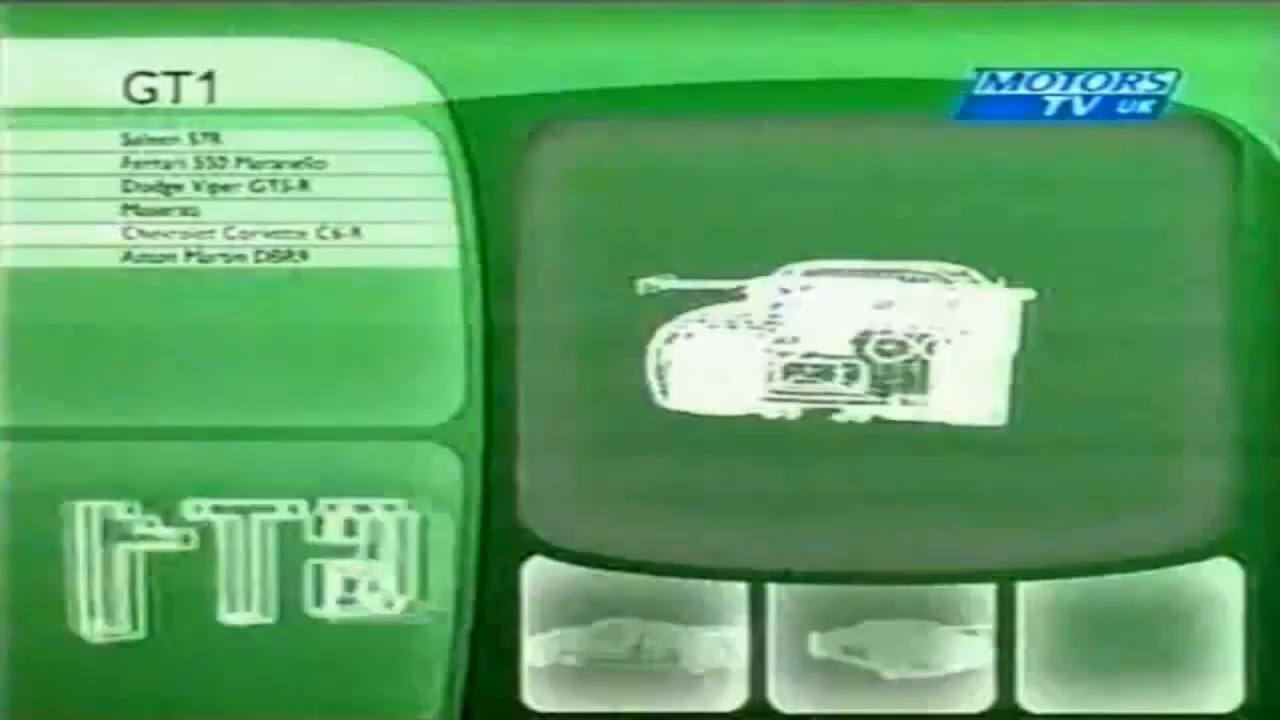 GT1
MOTORS
TV UK
Saleen S7R
Ferrari 550 Maranello
Dodge Viper GTS-R
Maserati
Chevrolet Corvette C6-R
Aston Martin DBR9